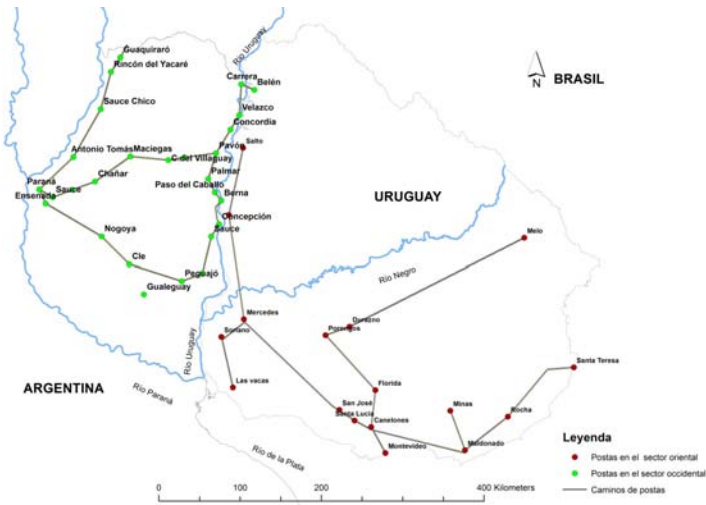 Guaquiraró
Rincón del Yacaré
Río Uruguay
Carrera
Belén
N
BRASIL
Sauce Chico
Velazco
Concordia
Antonio Tomás
Maciegas
Pavón
Salto
C del Villaguay
Chañar
Palmar
Paraná
Sauce
Paso del Caballo
Berna
Ensenada
URUGUAY
Concepción
Nogoya
Sauce
Melo
Cle
Peguajó
Río Negro
Gualeguay
Mercedes
Durazno
Porongos
Soriano
Río Uruguay
Santa Teresa
ARGENTINA
Las vacas
Florida
Río Paraná
San José
Minas
Santa Lucía
Canelones
Rocha
Montevideo
Maldonado
Río de la Plata
Leyenda
Postas en el sector oriental
Postas en el sector occidental
Caminos de postas
0 100 200 400 Kilometers